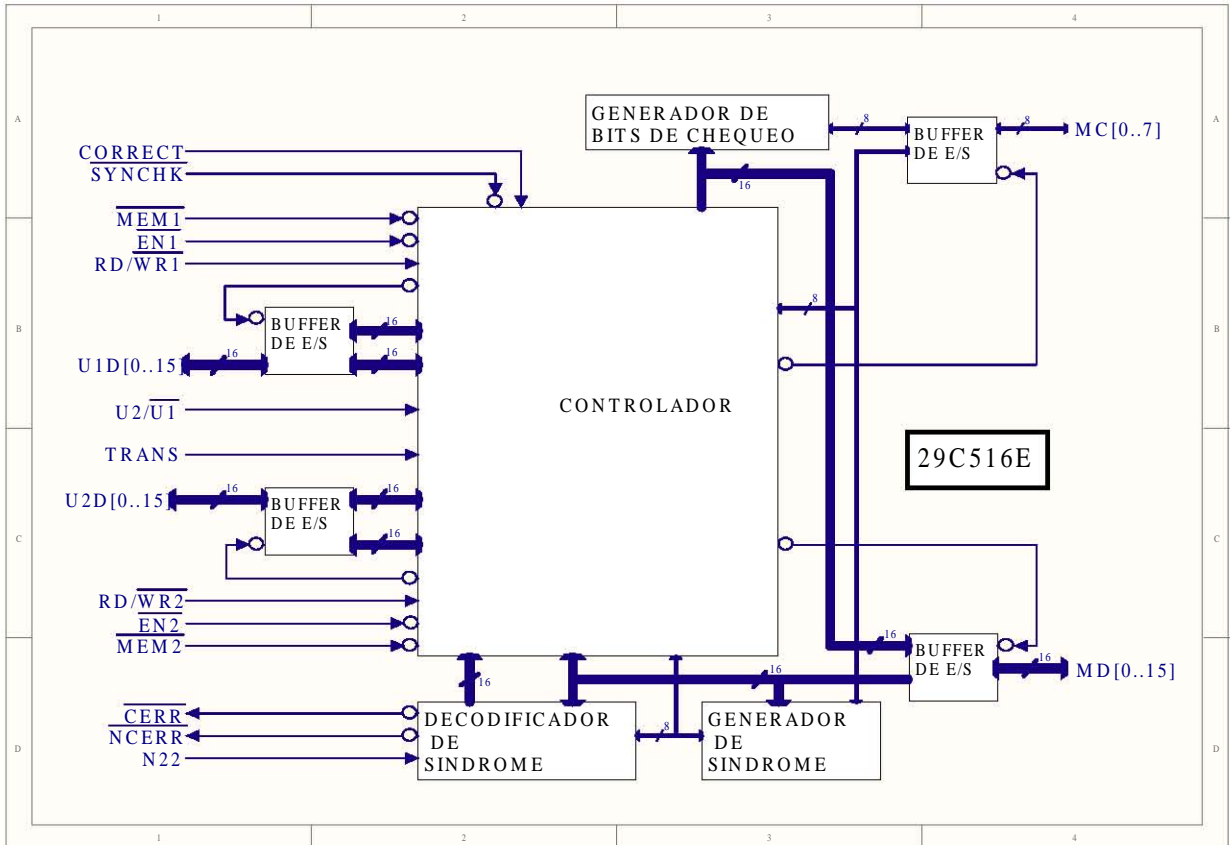 1 2 3 4
A A
GENERADOR DE
BITS DE CHEQUEO
8
BUFFER
DE E/S
8
MC[0..7]
CORRECT
SYNCHK
16
MEM1
EN1
RD/WR1
8
B B
BUFFER
DE E/S
16
U1D[0..15]
16
16
CONTROLADOR
U2/U1
29C516E
TRANS
U2D[0..15]
16
BUFFER
DE E/S
16
16
C C
RD/WR2
EN2
MEM2
16
BUFFER
DE E/S
16
MD[0..15]
16
16
CERR
NCERR
N22
DECODIFICADOR
DE
SINDROME
8
GENERADOR
DE
SINDROME
D D
1 2 3 4